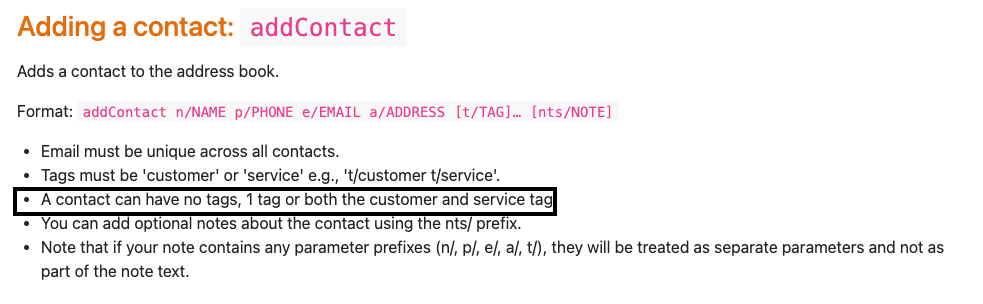 Adding a contact: addContact
Adds a contact to the address book.
Format: addContact n/NAME p/PHONE e/EMAIL a/ADDRESS [t/TAG]… [nts/NOTE]
• Email must be unique across all contacts.
• Tags must be 'customer' or 'service' e.g., 't/customer t/service'.
• A contact can have no tags, 1 tag or both the customer and service tag
• You can add optional notes about the contact using the nts/ prefix.
• Note that if your note contains any parameter prefixes (n/, p/, e/, a/, t/), they will be treated as separate parameters and not as
part of the note text.